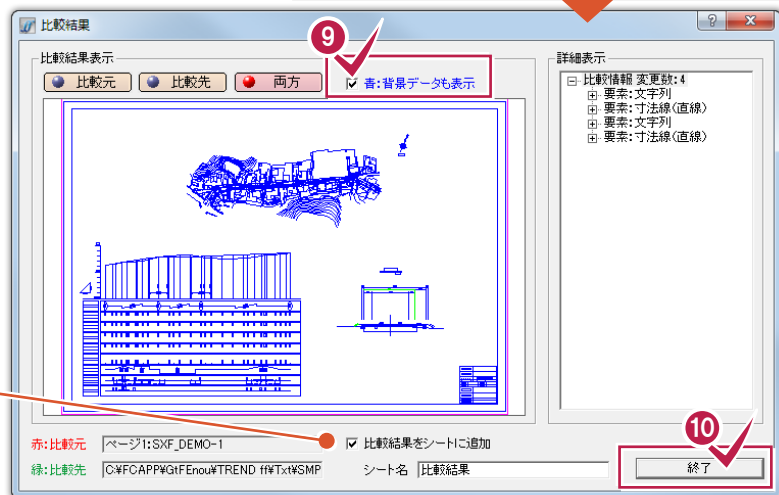 比較結果
9
比較結果表示
比較元 比較先 両方 青:背景データも表示
詳細表示
比較情報 変更数:4
要素:文字列
要素:寸法線(直線)
要素:文字列
要素:寸法線(直線)
赤:比較元 ページ1:SXF_DEMO-1 比較結果をシートに追加
緑:比較先 C:¥FCAPP¥GtFEnou¥TREND ff¥Txt¥SMP シート名 比較結果
10
終了